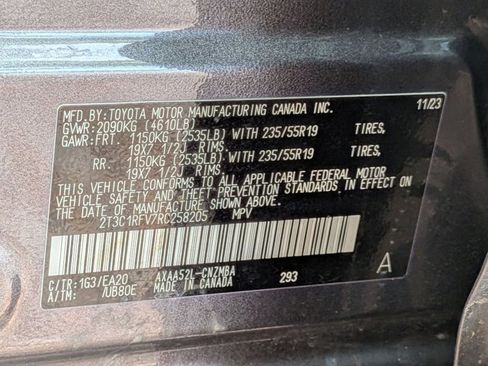 MFD.BY:TOYOTA MOTOR MANUFACTURING CANADA INC. 11/23
GVWR:2090KG (4610LB)
GAWR:FRT. 1150KG (2535LB) WITH 235/55R19 TIRES,
19X7 1/2J RIMS
RR. 1150KG (2535LB) WITH 235/55R19 TIRES,
19X7 1/2J RIMS
THIS VEHICLE CONFORMS TO ALL APPLICABLE FEDERAL MOTOR
VEHICLE SAFETY STANDARDS IN EFFECT ON
THE DATE OF MANUFACTURE SHOWN ABOVE.
2T3C1RFV7RC258205 MPV
C/TR:1G3/EA20 AXAA52L-CNZMBA 293 A
A/TM: /UB80E MADE IN CANADA